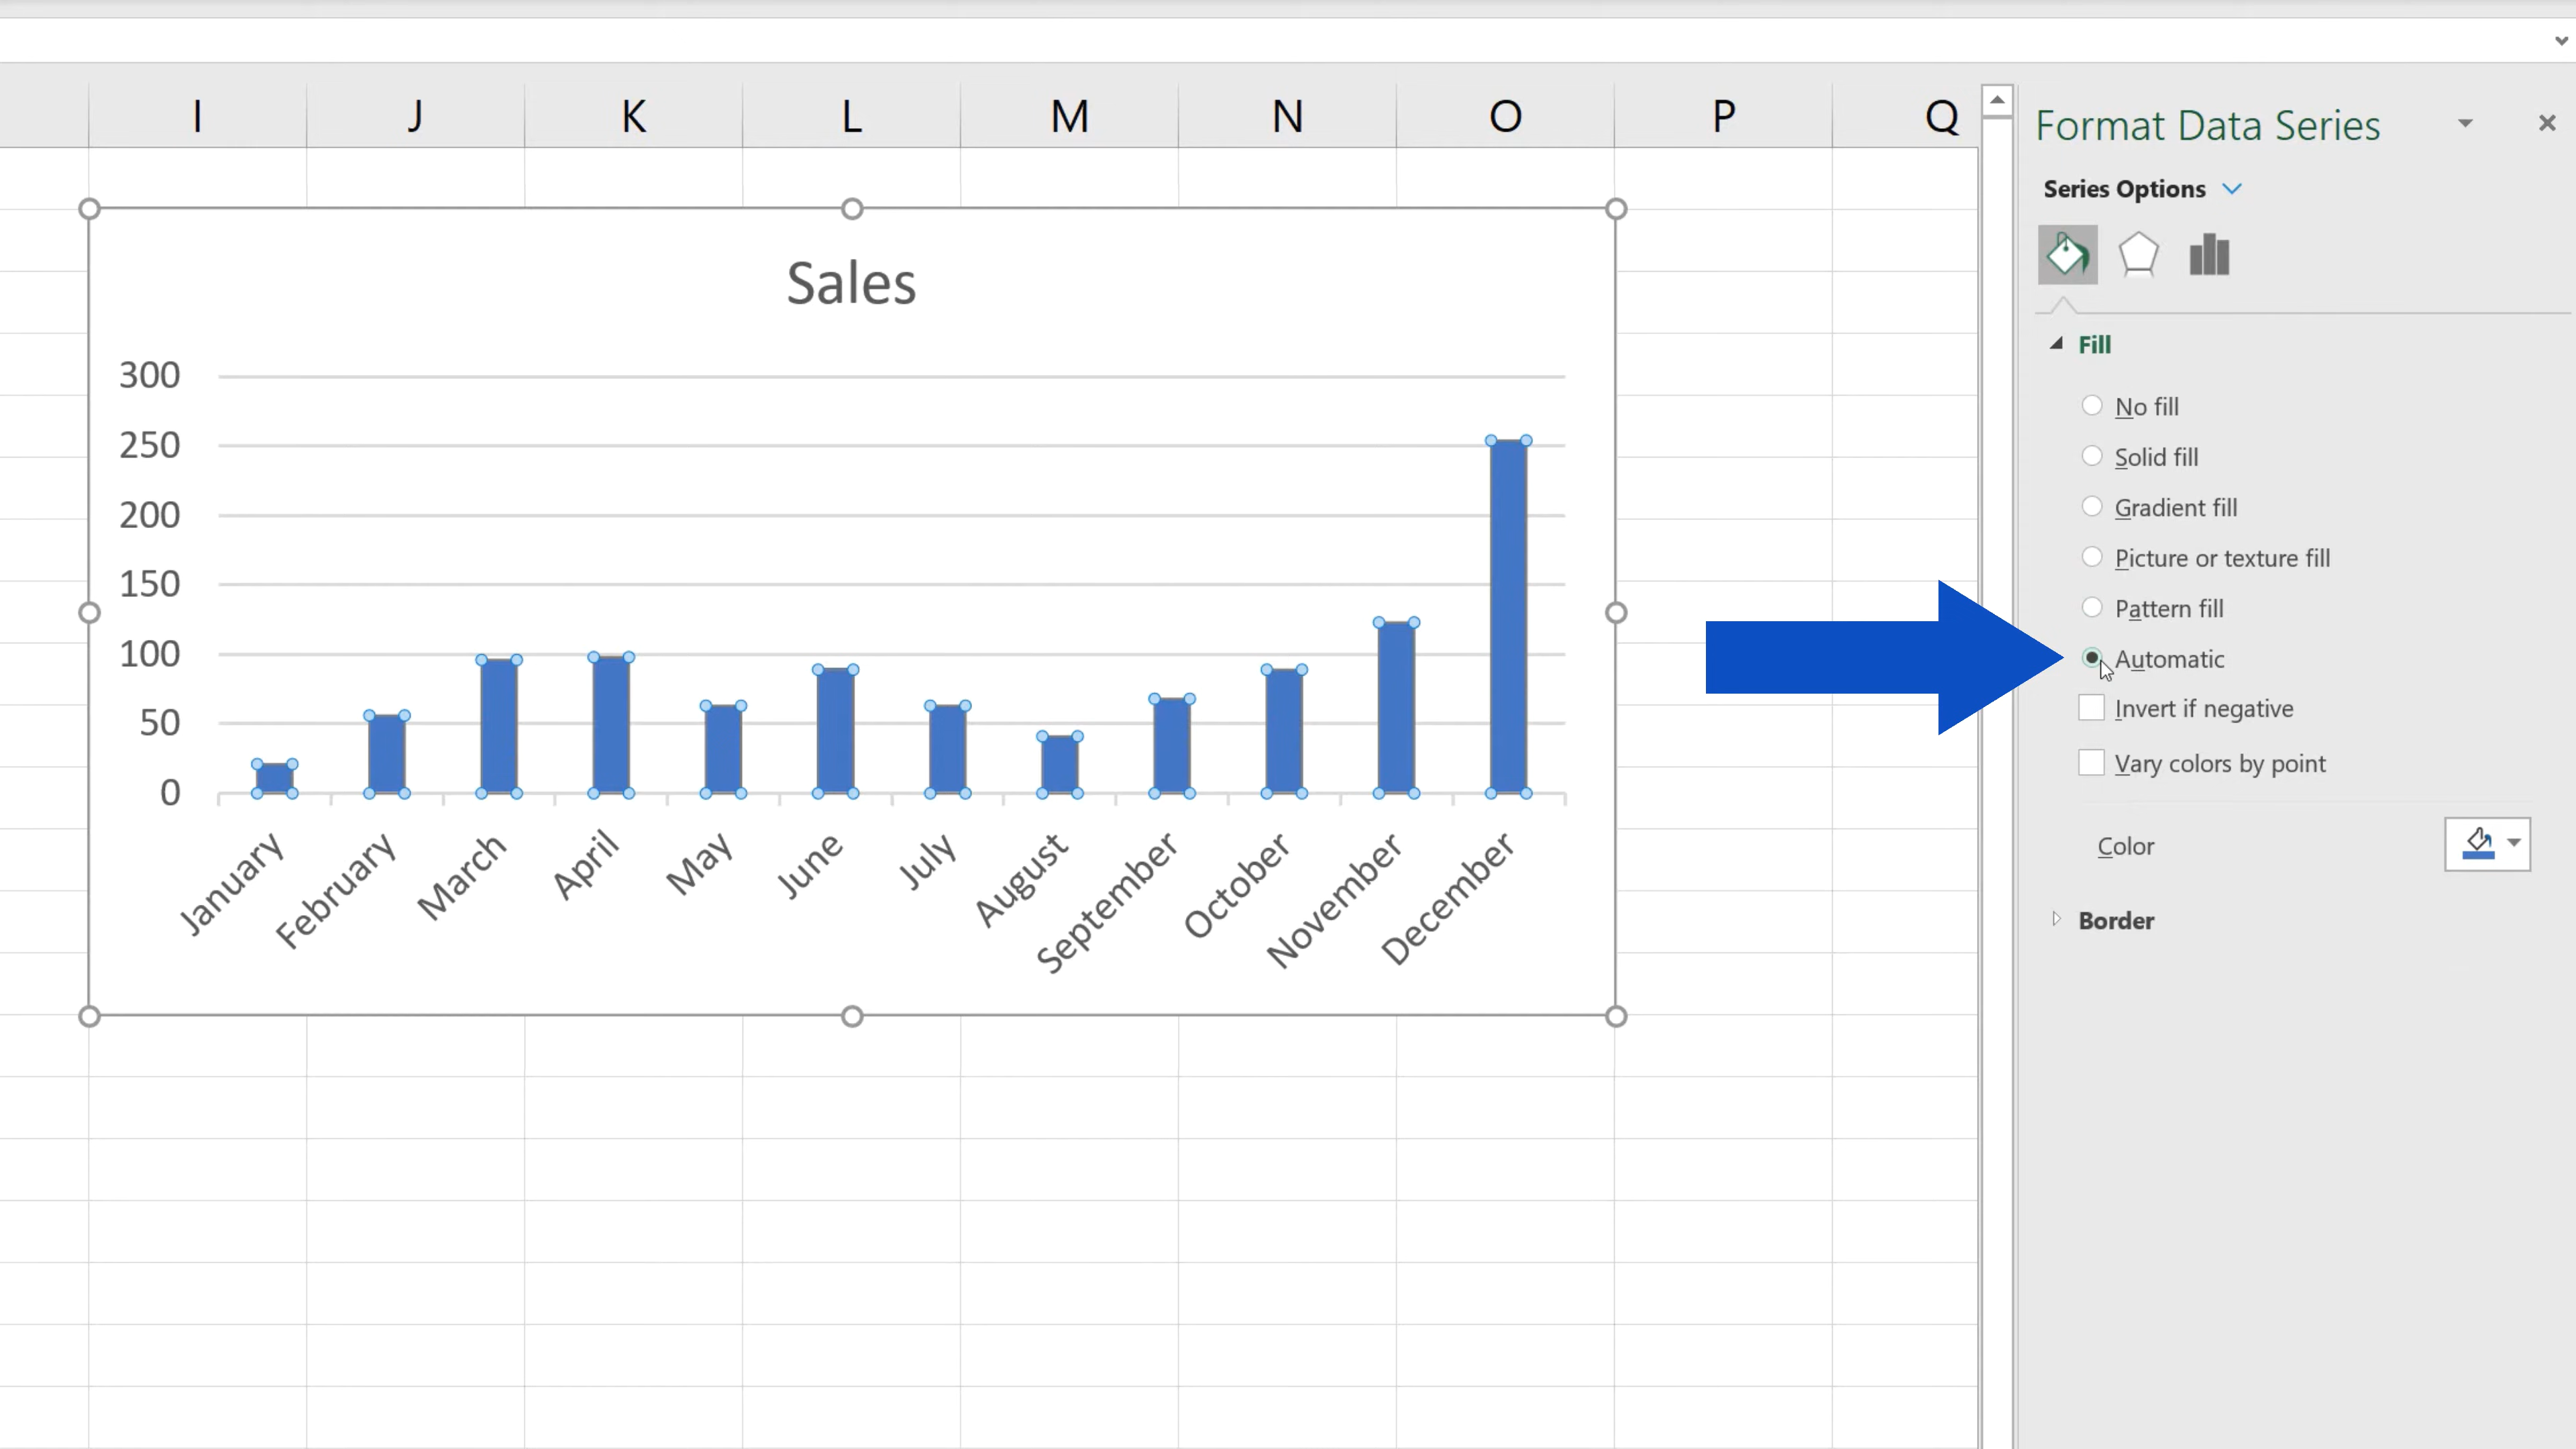 I J K L M N O P Q
Sales
300
250
200
150
100
50
0
January February March April May June July August September October November December
Format Data Series
Series Options
Fill
No fill
Solid fill
Gradient fill
Picture or texture fill
Pattern fill
Automatic
Invert if negative
Vary colors by point
Color
Border